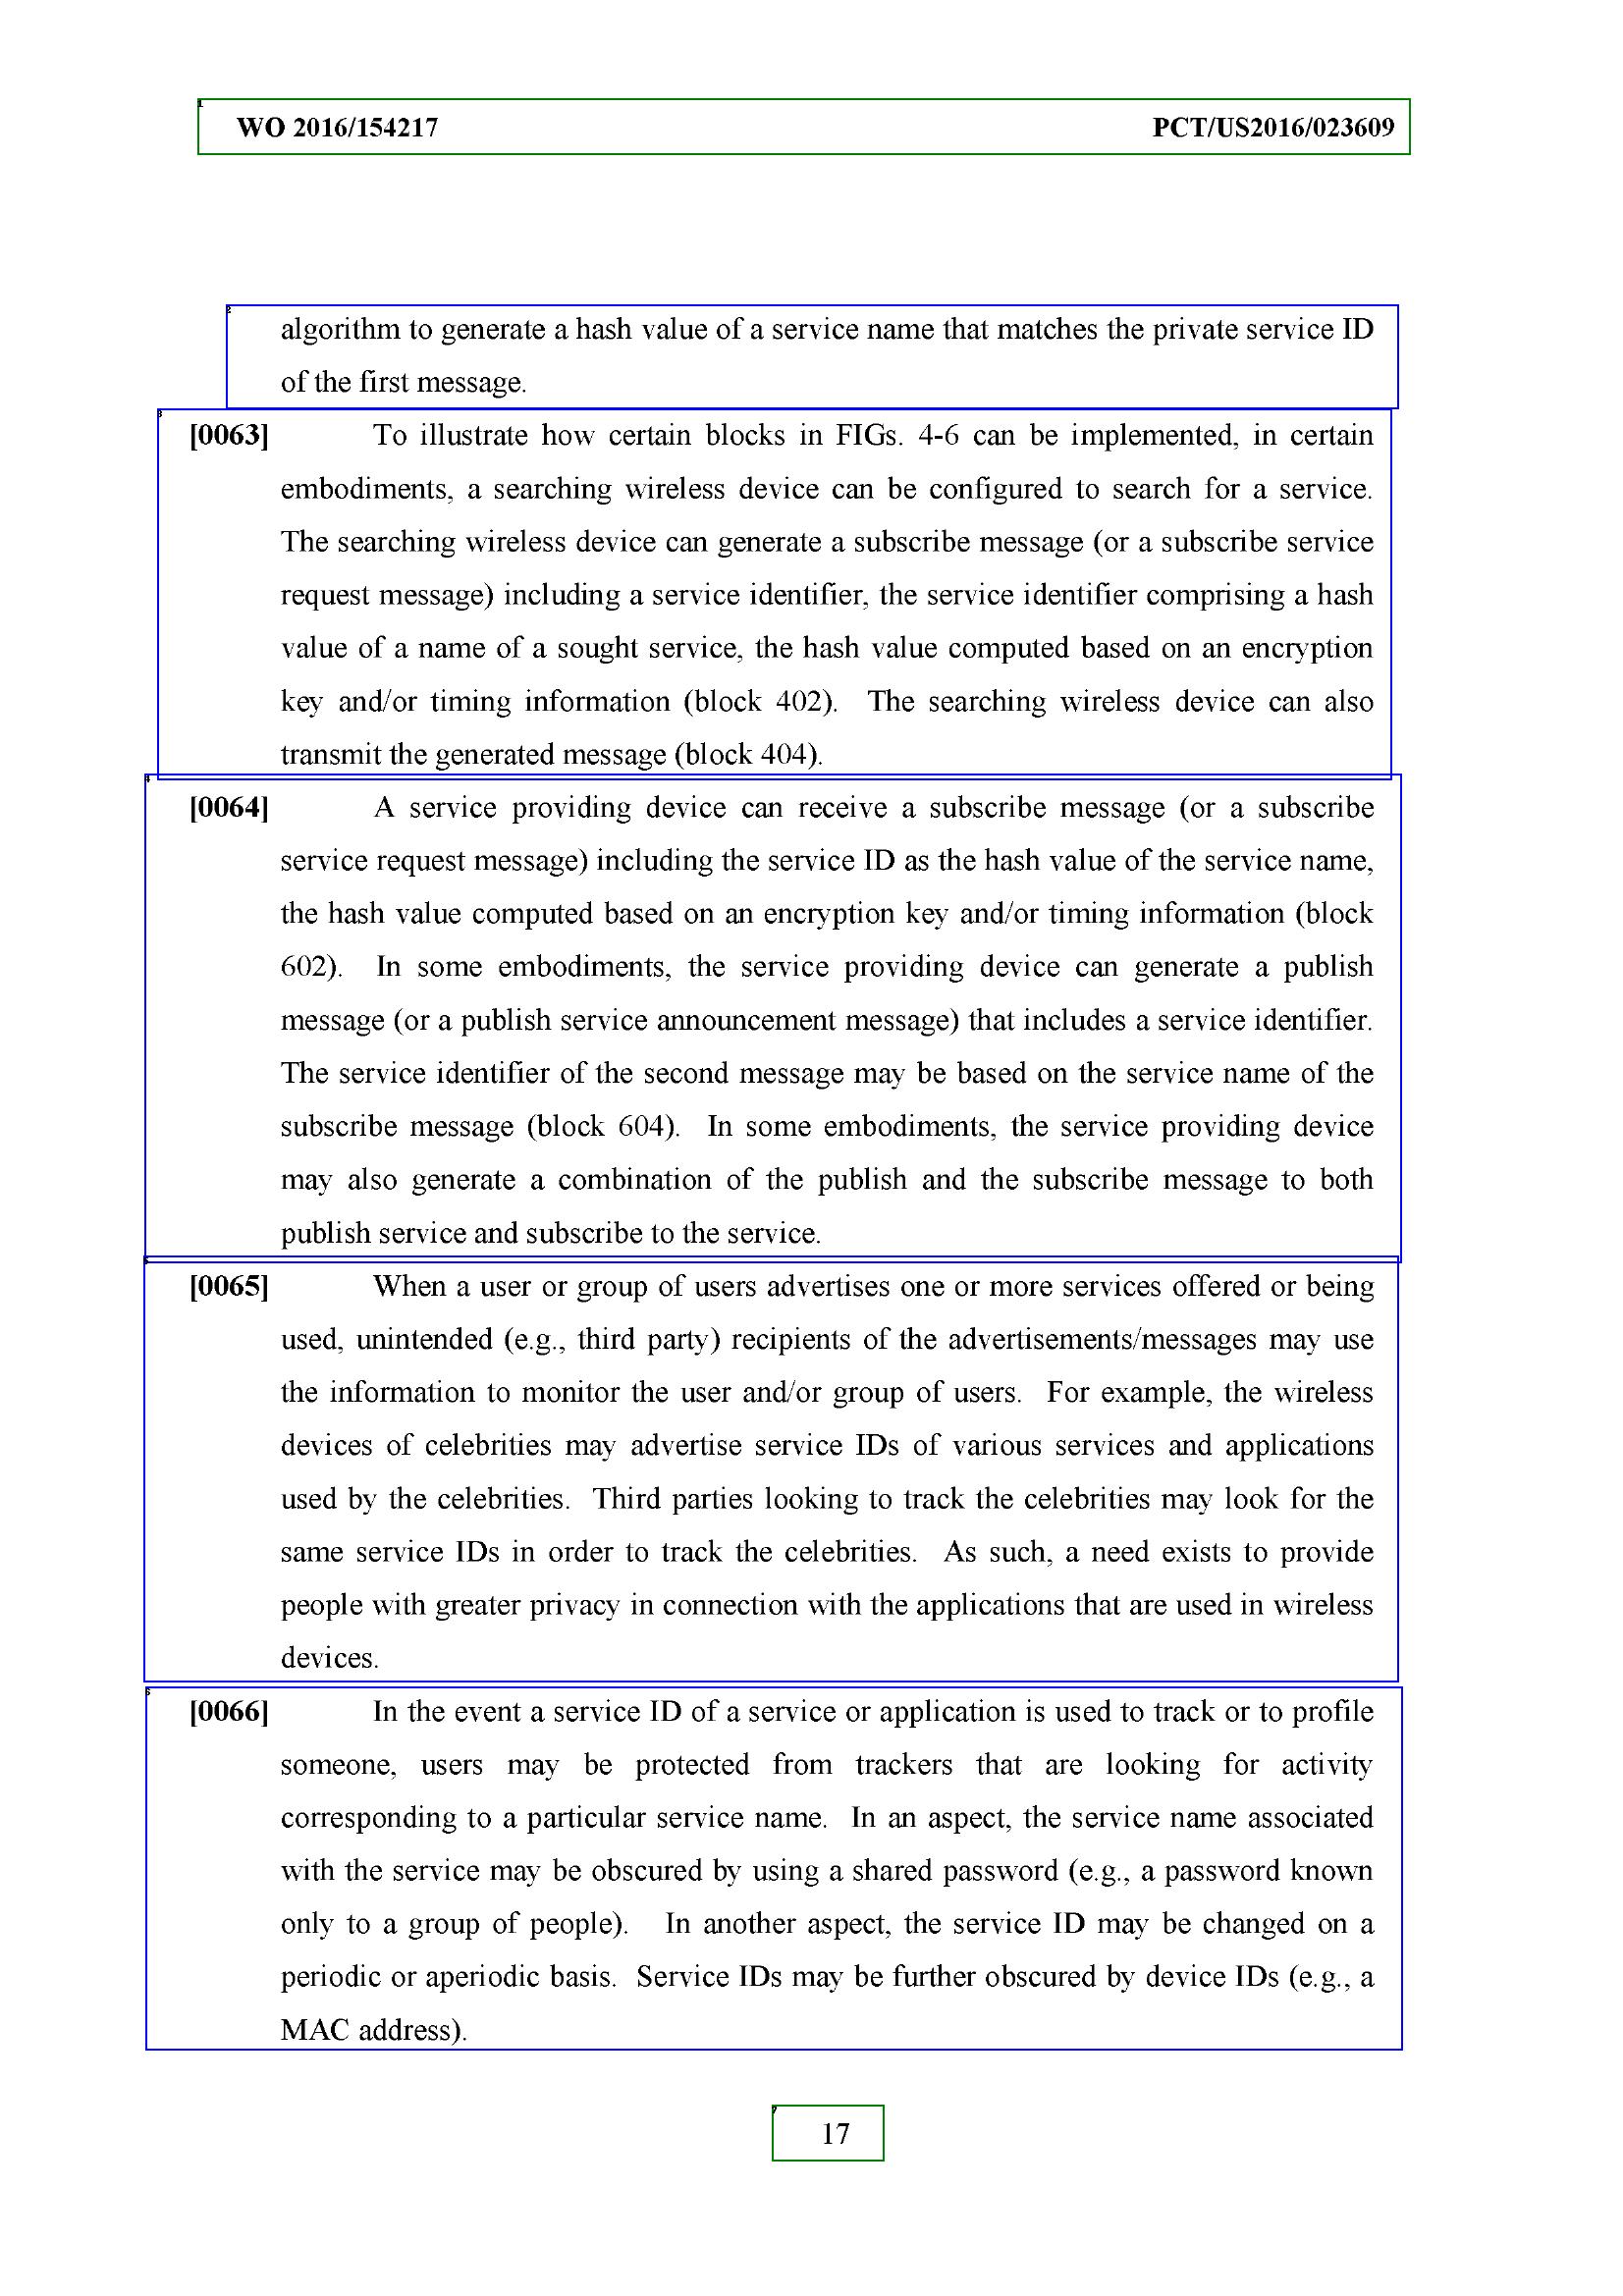 1
WO 2016/154217 PCT/US2016/023609
2
algorithm to generate a hash value of a service name that matches the private service ID
of the first message.
3
[0063] To illustrate how certain blocks in FIGs. 4-6 can be implemented, in certain
embodiments, a searching wireless device can be configured to search for a service.
The searching wireless device can generate a subscribe message (or a subscribe service
request message) including a service identifier, the service identifier comprising a hash
value of a name of a sought service, the hash value computed based on an encryption
key and/or timing information (block 402). The searching wireless device can also
transmit the generated message (block 404).
4
[0064] A service providing device can receive a subscribe message (or a subscribe
service request message) including the service ID as the hash value of the service name,
the hash value computed based on an encryption key and/or timing information (block
602). In some embodiments, the service providing device can generate a publish
message (or a publish service announcement message) that includes a service identifier.
The service identifier of the second message may be based on the service name of the
subscribe message (block 604). In some embodiments, the service providing device
may also generate a combination of the publish and the subscribe message to both
publish service and subscribe to the service.
5
[0065] When a user or group of users advertises one or more services offered or being
used, unintended (e.g., third party) recipients of the advertisements/messages may use
the information to monitor the user and/or group of users. For example, the wireless
devices of celebrities may advertise service IDs of various services and applications
used by the celebrities. Third parties looking to track the celebrities may look for the
same service IDs in order to track the celebrities. As such, a need exists to provide
people with greater privacy in connection with the applications that are used in wireless
devices.
6
[0066] In the event a service ID of a service or application is used to track or to profile
someone, users may be protected from trackers that are looking for activity
corresponding to a particular service name. In an aspect, the service name associated
with the service may be obscured by using a shared password (e.g., a password known
only to a group of people). In another aspect, the service ID may be changed on a
periodic or aperiodic basis. Service IDs may be further obscured by device IDs (e.g., a
MAC address).
7
17